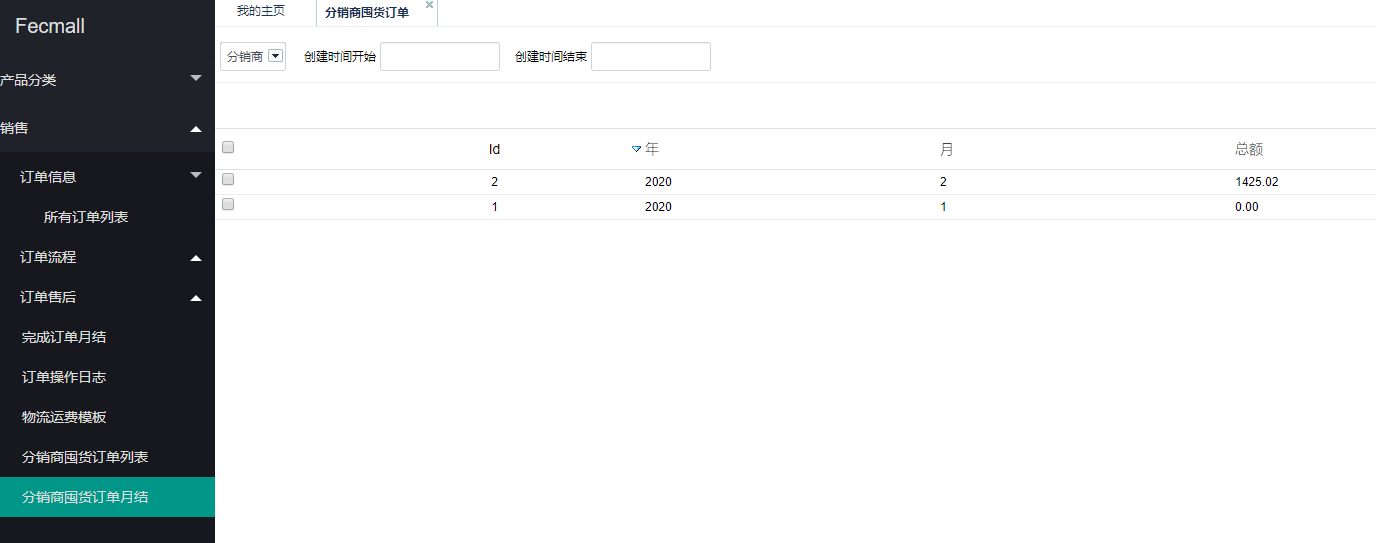 Fecmall
产品分类
销售
订单信息
所有订单列表
订单流程
订单售后
完成订单月结
订单操作日志
物流运费模板
分销商囤货订单列表
分销商囤货订单月结
我的主页 分销商囤货订单
分销商 创建时间开始 创建时间结束
Id 年 月 总额
2 2020 2 1425.02
1 2020 1 0.00